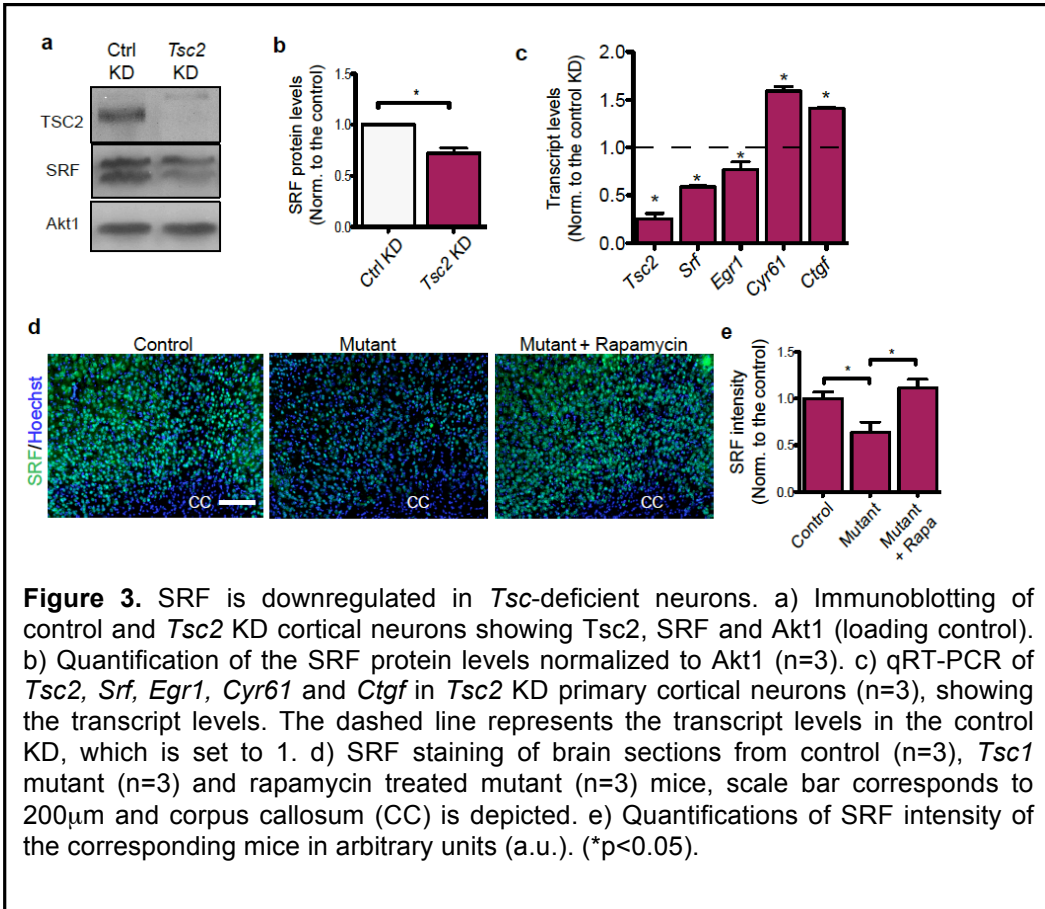 a
Ctrl KD
Tsc2 KD
TSC2
SRF
Akt1
b
SRF protein levels
(Norm. to the control)
1.5
1.0
0.5
0.0
*
Ctrl KD
Tsc2 KD
c
Transcript levels
(Norm. to the control KD)
2.0
1.5
1.0
0.5
0.0
*
*
*
*
*
Tsc2
Srf
Egr1
Cyr61
Ctgf
d
SRF/Hoechst
Control
Mutant
Mutant + Rapamycin
CC
CC
CC
e
SRF intensity
(Norm. to the control)
1.5
1.0
0.5
0.0
*
*
Control
Mutant
Mutant
+ Rapa
Figure 3. SRF is downregulated in Tsc-deficient neurons. a) Immunoblotting of
control and Tsc2 KD cortical neurons showing Tsc2, SRF and Akt1 (loading control).
b) Quantification of the SRF protein levels normalized to Akt1 (n=3). c) qRT-PCR of
Tsc2, Srf, Egr1, Cyr61 and Ctgf in Tsc2 KD primary cortical neurons (n=3), showing
the transcript levels. The dashed line represents the transcript levels in the control
KD, which is set to 1. d) SRF staining of brain sections from control (n=3), Tsc1
mutant (n=3) and rapamycin treated mutant (n=3) mice, scale bar corresponds to
200μm and corpus callosum (CC) is depicted. e) Quantifications of SRF intensity of
the corresponding mice in arbitrary units (a.u.). (*p<0.05).